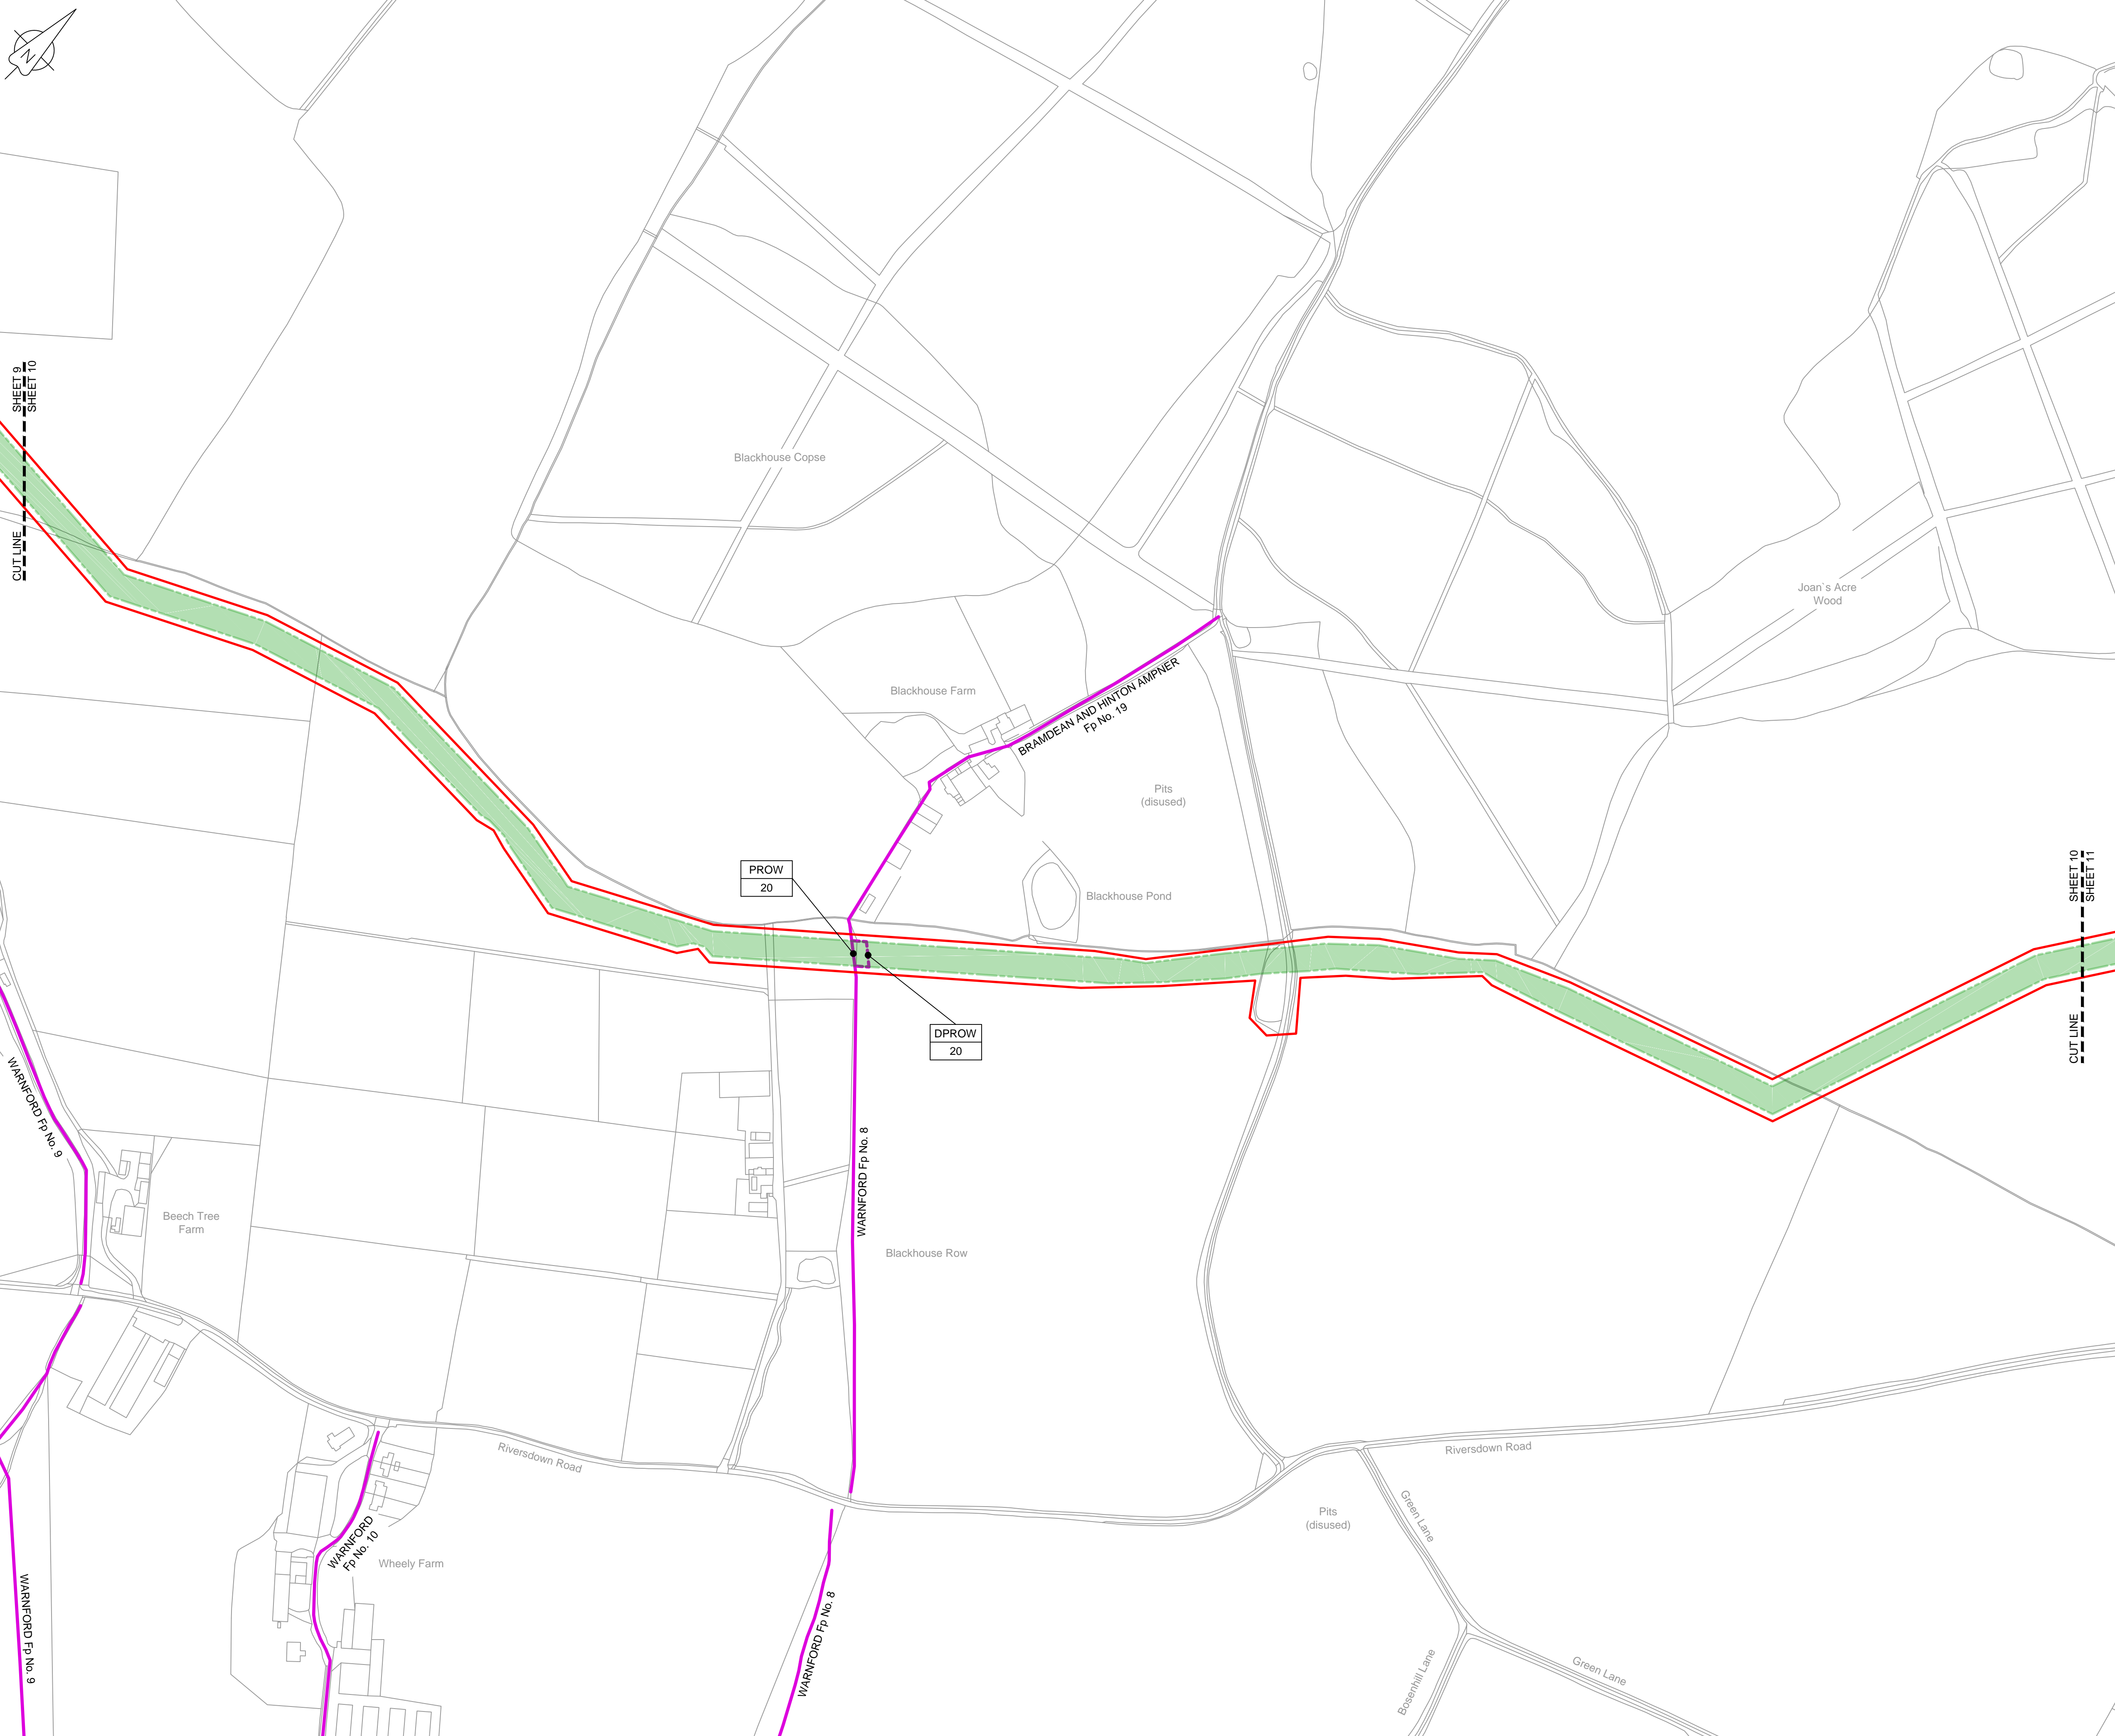 N
SHEET 9
SHEET 10
CUT LINE
Blackhouse Copse
Joan`s Acre
Wood
Blackhouse Farm
BRAMDEAN AND HINTON AMPNER
Fp No. 19
Pits
(disused)
PROW
20
Blackhouse Pond
SHEET 10
SHEET 11
CUT LINE
DPROW
20
WARNFORD Fp No. 9
WARNFORD Fp No. 8
Beech Tree
Farm
Blackhouse Row
Riversdown Road
Riversdown Road
Green Lane
Pits
(disused)
WARNFORD
Fp No. 10
Wheely Farm
WARNFORD Fp No. 9
WARNFORD Fp No. 8
Bosenhill Lane
Green Lane